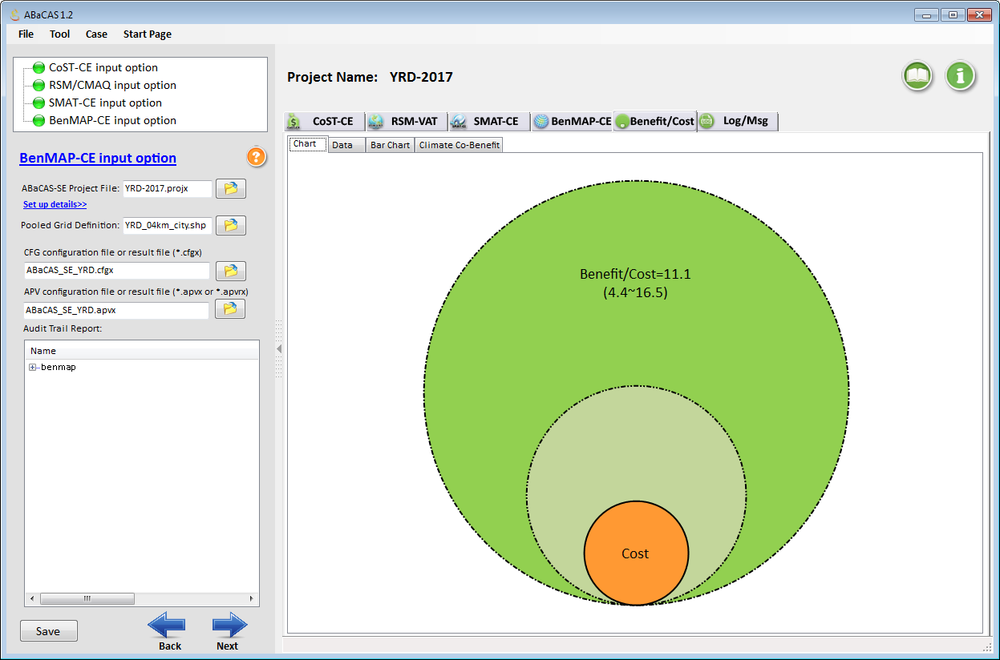 ABaCAS 1.2
File Tool Case Start Page
CoST-CE input option
RSM/CMAQ input option
SMAT-CE input option
BenMAP-CE input option
Project Name: YRD-2017
CoST-CE RSM-VAT SMAT-CE BenMAP-CE Benefit/Cost Log/Msg
Chart Data Bar Chart Climate Co-Benefit
BenMAP-CE input option
?
ABaCAS-SE Project File: YRD-2017.projx
Set up details>>
Pooled Grid Definition: YRD_04km_city.shp
CFG configuration file or result file (*.cfgx)
ABaCAS_SE_YRD.cfgx
APV configuration file or result file (*.apvx or *.apvrx)
ABaCAS_SE_YRD.apvx
Audit Trail Report:
Name
benmap
Save
Back
Next
Benefit/Cost=11.1
(4.4~16.5)
Cost